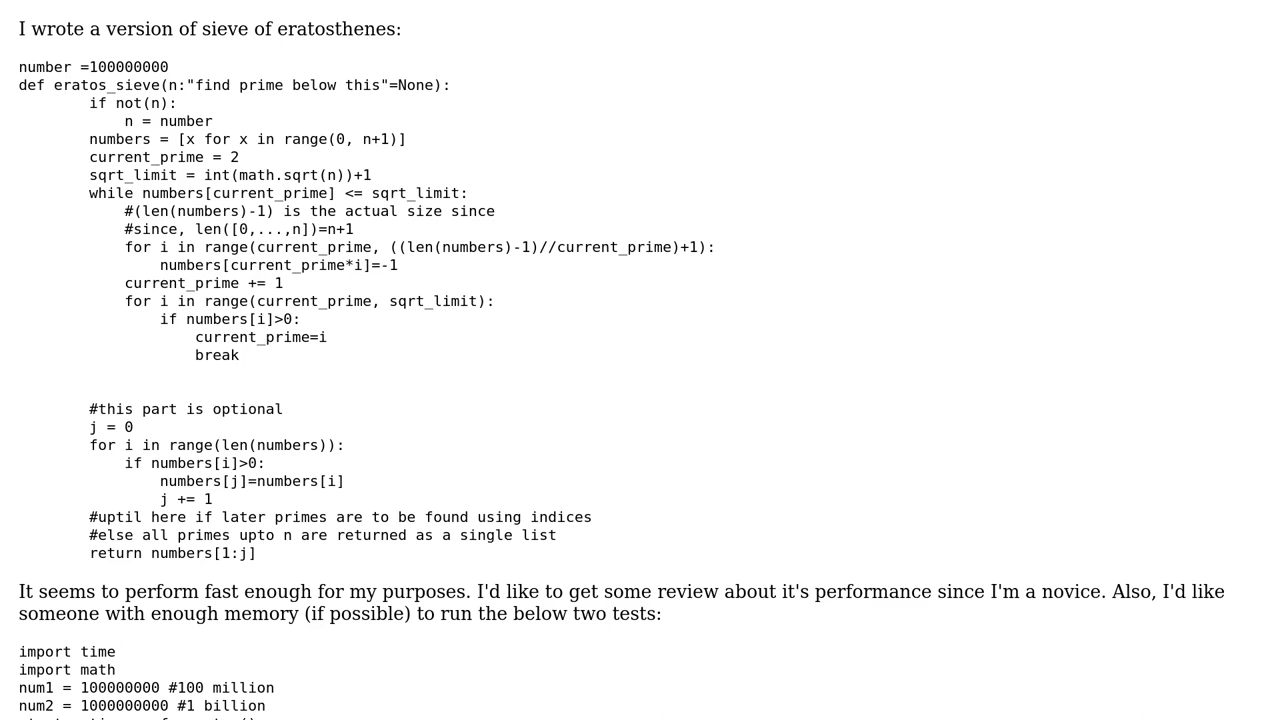 I wrote a version of sieve of eratosthenes:
number =100000000
def eratos_sieve(n:"find prime below this"=None):
        if not(n):
            n = number
        numbers = [x for x in range(0, n+1)]
        current_prime = 2
        sqrt_limit = int(math.sqrt(n))+1
        while numbers[current_prime] <= sqrt_limit:
            #(len(numbers)-1) is the actual size since
            #since, len([0,...,n])=n+1
            for i in range(current_prime, ((len(numbers)-1)//current_prime)+1):
                numbers[current_prime*i]=-1
            current_prime += 1
            for i in range(current_prime, sqrt_limit):
                if numbers[i]>0:
                    current_prime=i
                    break
        #this part is optional
        j = 0
        for i in range(len(numbers)):
            if numbers[i]>0:
                numbers[j]=numbers[i]
                j += 1
        #uptil here if later primes are to be found using indices
        #else all primes upto n are returned as a single list
        return numbers[1:j]
It seems to perform fast enough for my purposes. I'd like to get some review about it's performance since I'm a novice. Also, I'd like
someone with enough memory (if possible) to run the below two tests:
import time
import math
num1 = 100000000 #100 million
num2 = 1000000000 #1 billion